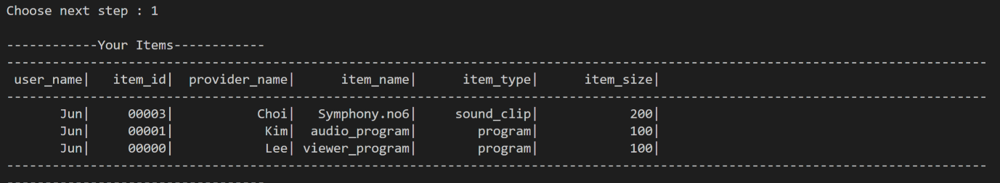 Choose next step : 1
------------Your Items------------
----------------------------------------------------------------------------------------------------------------------------------
user_name|   item_id|  provider_name|      item_name|      item_type|      item_size|
----------------------------------------------------------------------------------------------------------------------------------
Jun|     00003|           Choi|   Symphony.no6|     sound_clip|            200|
Jun|     00001|            Kim|  audio_program|        program|            100|
Jun|     00000|            Lee| viewer_program|        program|            100|
----------------------------------------------------------------------------------------------------------------------------------
----------------------------------